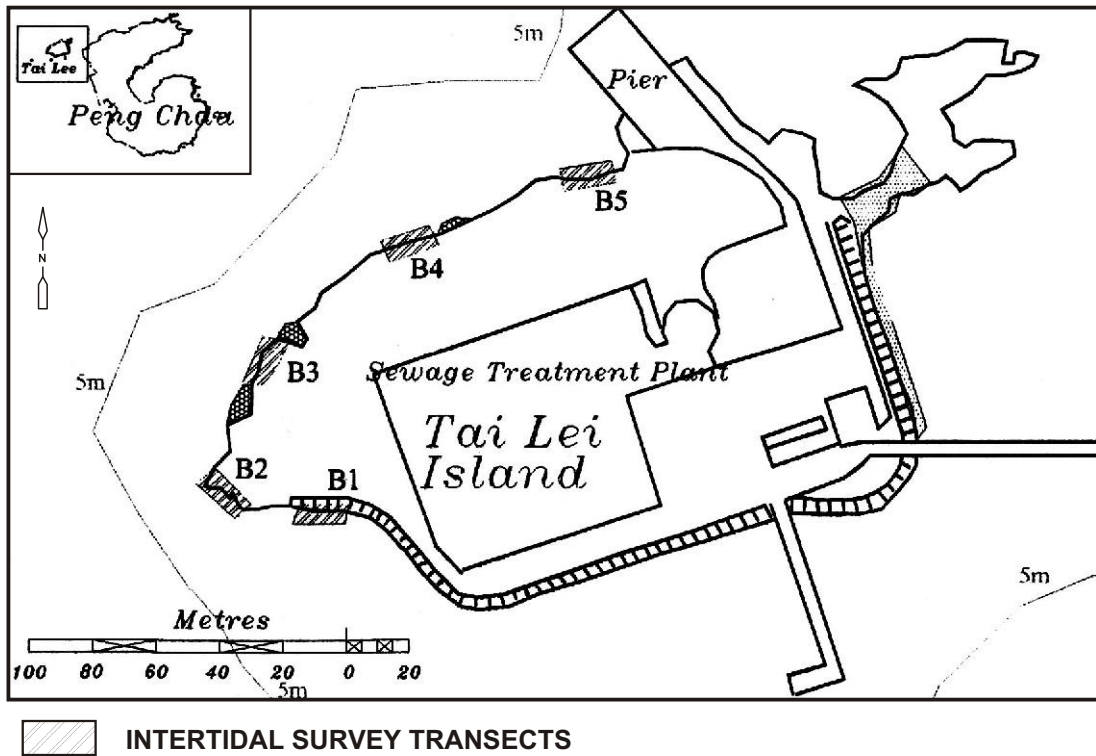 5m
Tai Lee
Peng Chau
Pier
N
B5
B4
B3
5m
Sewage Treatment Plant
Tai Lei
Island
B2
B1
5m
Metres
100 80 60 40 20 0 20
5m
INTERTIDAL SURVEY TRANSECTS